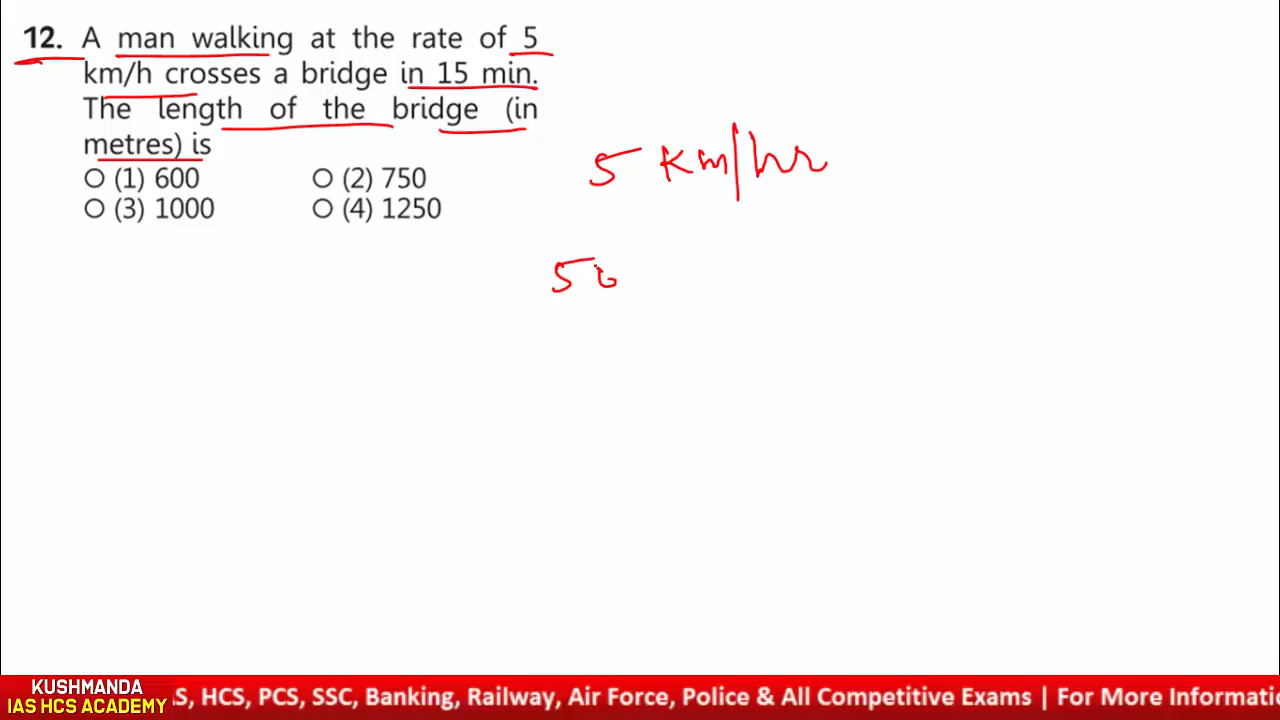 12. A man walking at the rate of 5
km/h crosses a bridge in 15 min.
The length of the bridge (in
metres) is
(1) 600 (2) 750
(3) 1000 (4) 1250
5 Km/hr
50
KUSHMANDA
IAS HCS ACADEMY
S, HCS, PCS, SSC, Banking, Railway, Air Force, Police & All Competitive Exams | For More Informati